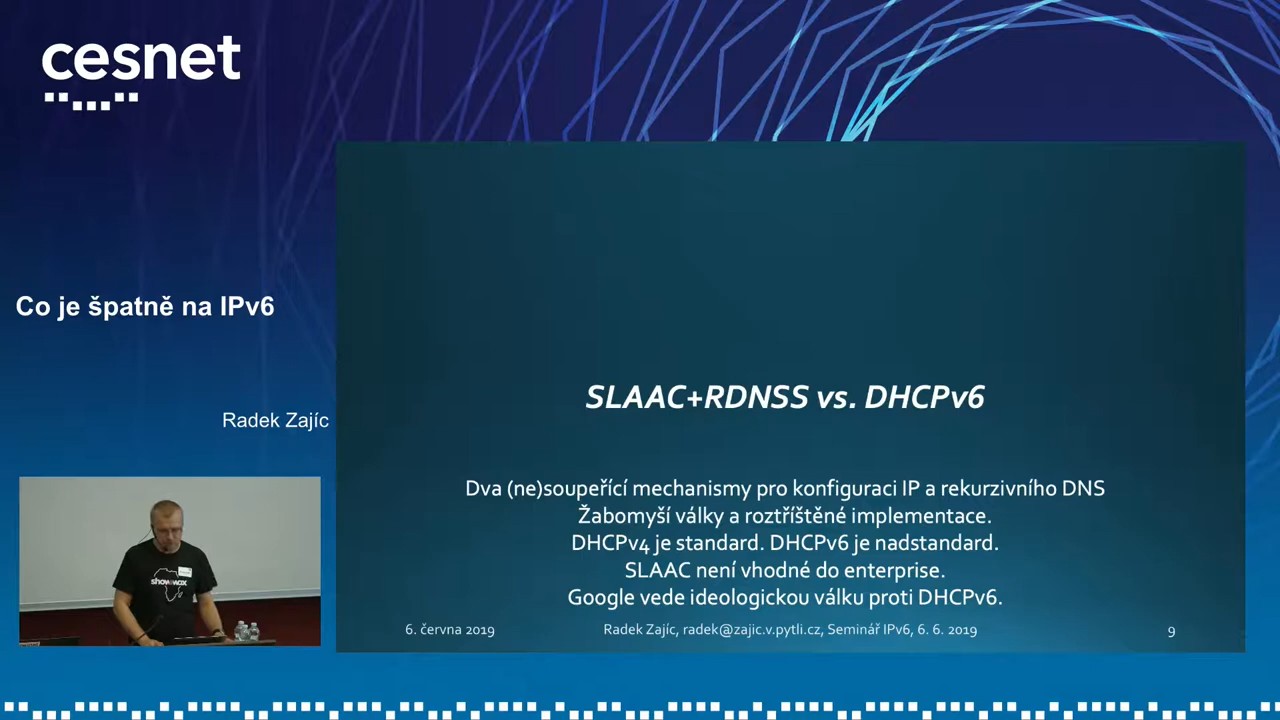 cesnet
Co je špatně na IPv6
Radek Zajíc
showmax
SLAAC+RDNSS vs. DHCPv6
Dva (ne)soupeřící mechanismy pro konfiguraci IP a rekurzivního DNS
Žabomyší války a roztříštěné implementace.
DHCPv4 je standard. DHCPv6 je nadstandard.
SLAAC není vhodné do enterprise.
Google vede ideologickou válku proti DHCPv6.
6. června 2019
Radek Zajíc, radek@zajic.v.pytli.cz, Seminář IPv6, 6. 6. 2019
9